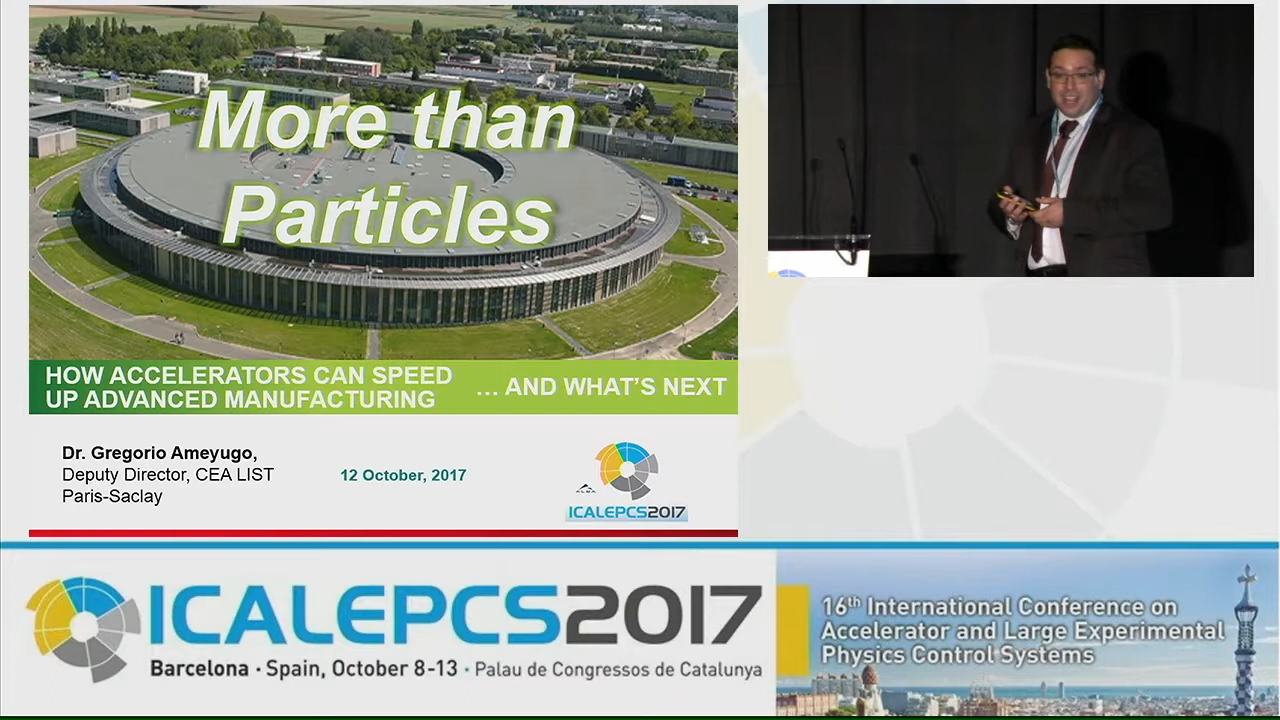 More than
Particles
HOW ACCELERATORS CAN SPEED
UP ADVANCED MANUFACTURING
… AND WHAT'S NEXT
Dr. Gregorio Ameyugo,
Deputy Director, CEA LIST
Paris-Saclay
12 October, 2017
ALBA
ICALEPCS2017
ICALEPCS2017
Barcelona · Spain, October 8-13 · Palau de Congressos de Catalunya
16th International Conference on
Accelerator and Large Experimental
Physics Control Systems